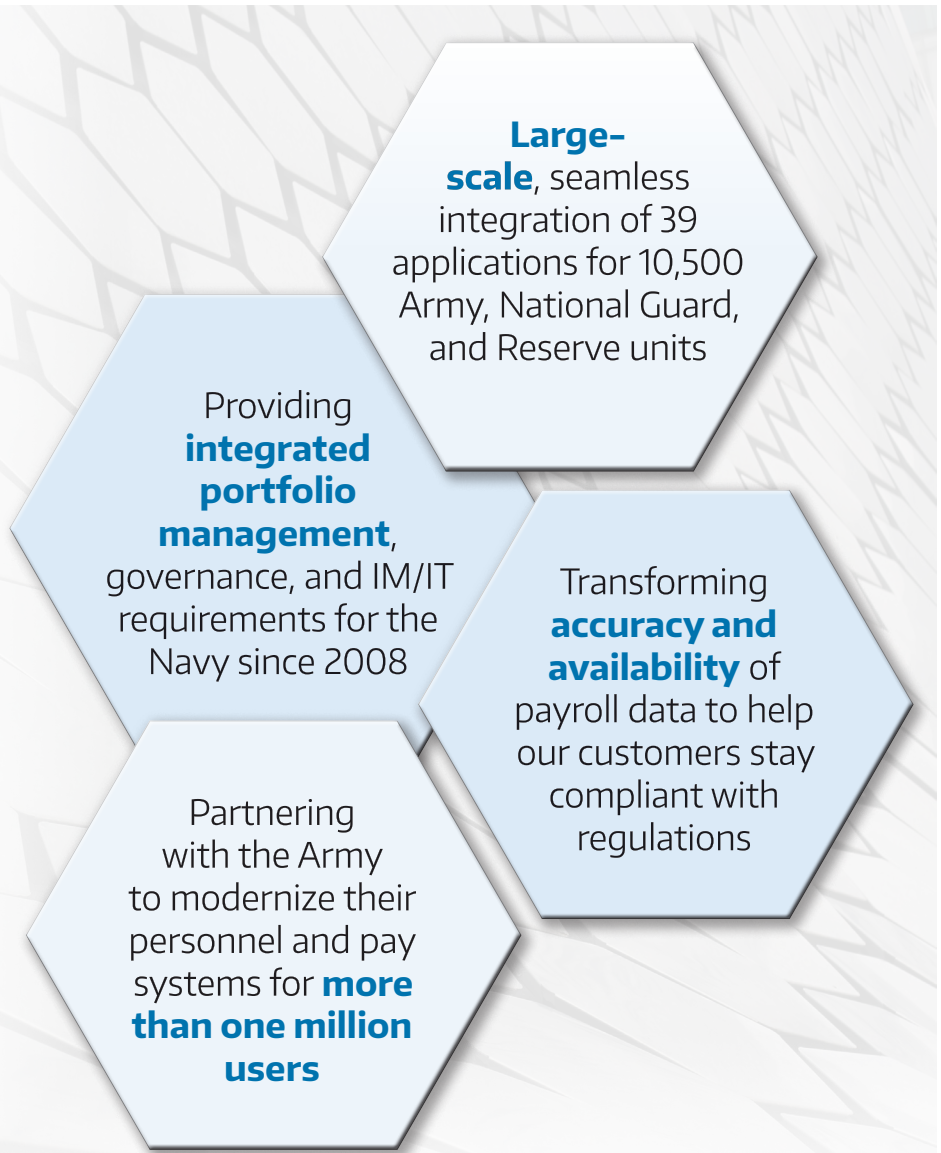 Large-
scale, seamless
integration of 39
applications for 10,500
Army, National Guard,
and Reserve units
Providing
integrated
portfolio
management,
governance, and IM/IT
requirements for the
Navy since 2008
Transforming
accuracy and
availability of
payroll data to help
our customers stay
compliant with
regulations
Partnering
with the Army
to modernize their
personnel and pay
systems for more
than one million
users